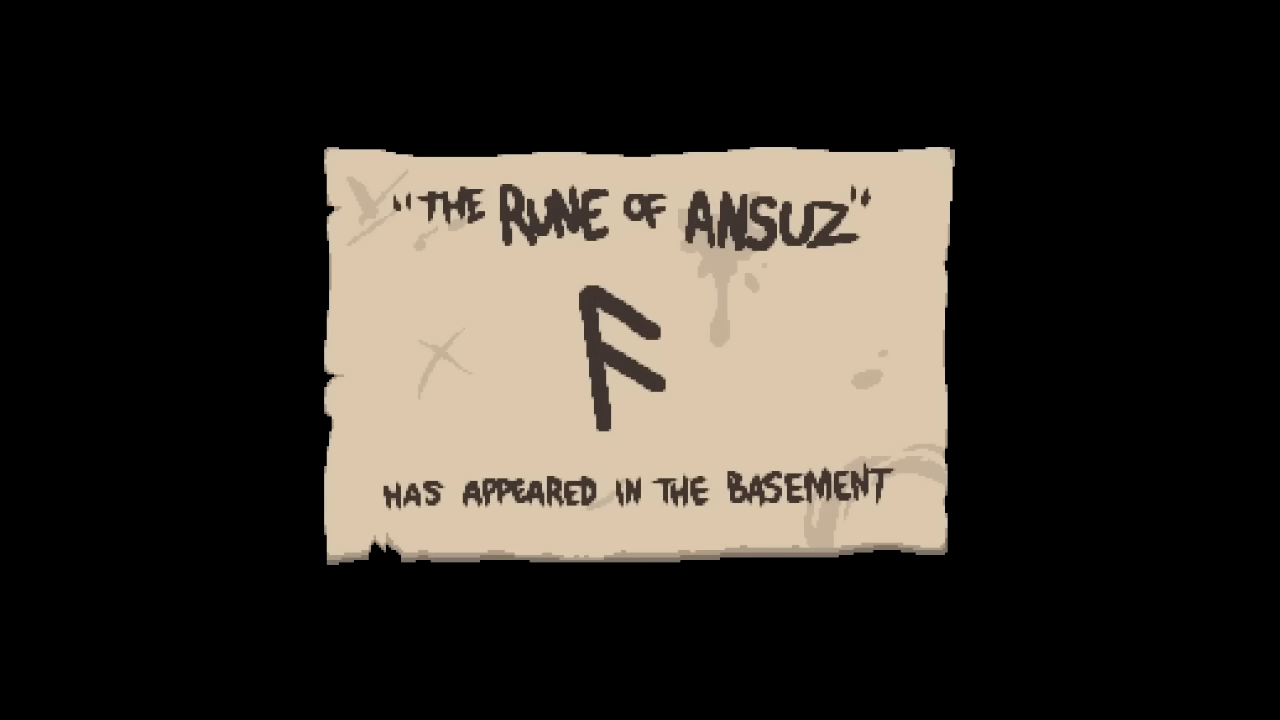 "THE RUNE OF ANSUZ"
ᚨ
HAS APPEARED IN THE BASEMENT